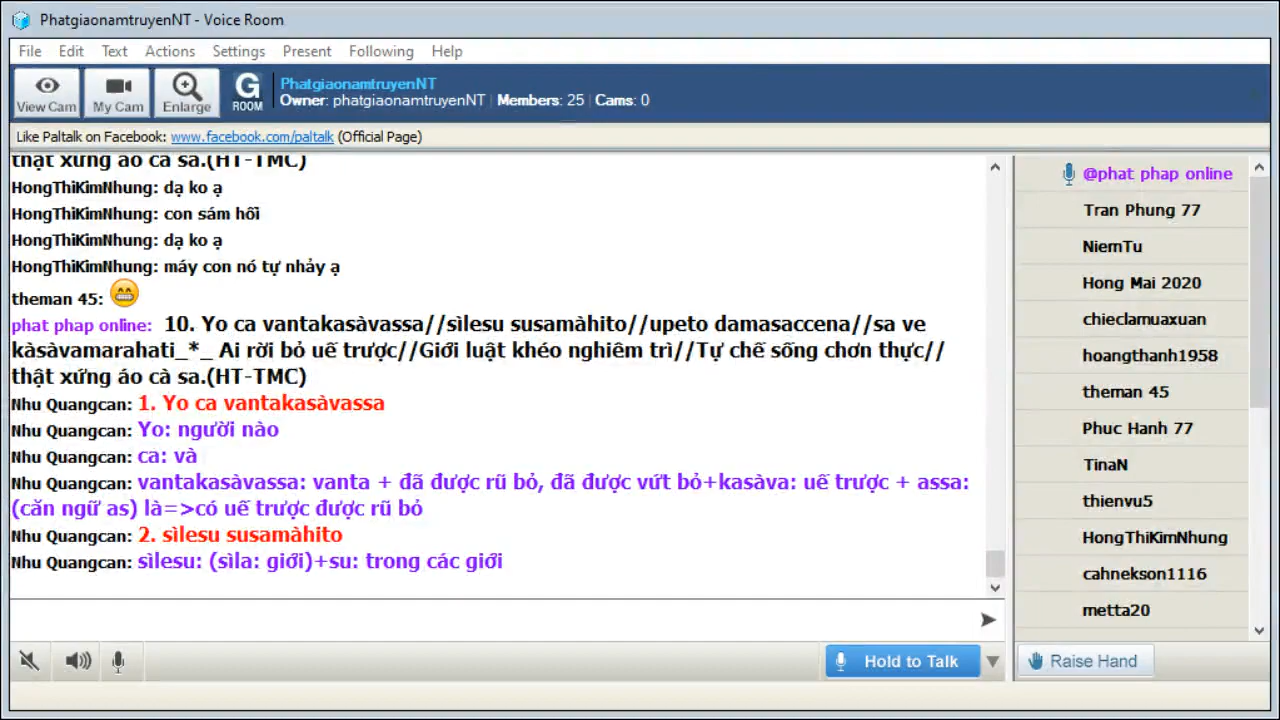 PhatgiaonamtruyenNT - Voice Room
File Edit Text Actions Settings Present Following Help
View Cam My Cam Enlarge G ROOM
PhatgiaonamtruyenNT
Owner: phatgiaonamtruyenNT | Members: 25 | Cams: 0
Like Paltalk on Facebook: www.facebook.com/paltalk (Official Page)
thật xứng áo cà sa.(HT-TMC)
HongThiKimNhung: dạ ko ạ
HongThiKimNhung: con sám hối
HongThiKimNhung: dạ ko ạ
HongThiKimNhung: máy con nó tự nhảy ạ
theman 45:
phat phap online: 10. Yo ca vantakasàvassa//sìlesu susamàhito//upeto damasaccena//sa ve
kàsàvamarahati_*_ Ai rời bỏ uế trược//Giới luật khéo nghiêm trì//Tự chế sống chơn thực//
thật xứng áo cà sa.(HT-TMC)
Nhu Quangcan: 1. Yo ca vantakasàvassa
Nhu Quangcan: Yo: người nào
Nhu Quangcan: ca: và
Nhu Quangcan: vantakasàvassa: vanta + đã được rũ bỏ, đã được vứt bỏ+kasàva: uế trược + assa:
(căn ngữ as) là=>có uế trược được rũ bỏ
Nhu Quangcan: 2. sìlesu susamàhito
Nhu Quangcan: sìlesu: (sìla: giới)+su: trong các giới
Hold to Talk
@phat phap online
Tran Phung 77
NiemTu
Hong Mai 2020
chieclamuaxuan
hoangthanh1958
theman 45
Phuc Hanh 77
TinaN
thienvu5
HongThiKimNhung
cahnekson1116
metta20
Raise Hand